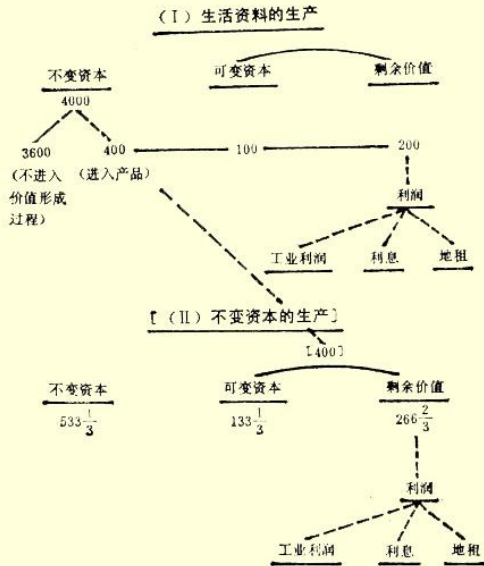 （I）生活资料的生产
不变资本 可变资本 剩余价值
4000
3600 400 100 200
（不进入 （进入产品）
价值形成
过程）
利润
工业利润 利息 地租
[（II）不变资本的生产]
[400]
不变资本 可变资本 剩余价值
533 1/3 133 1/3 266 2/3
利润
工业利润 利息 地租